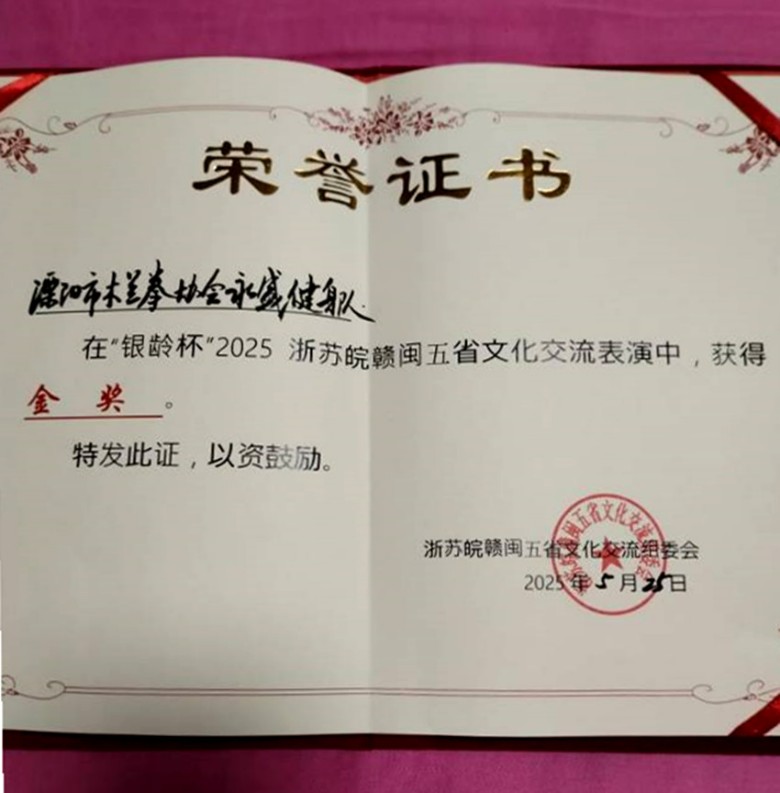 荣誉证书
溧阳市木兰拳协会永盛健身队
在“银龄杯”2025 浙苏皖赣闽五省文化交流表演中，获得
金 奖 。
特发此证，以资鼓励。
浙苏皖赣闽五省文化交流组委会
2025年5月25日